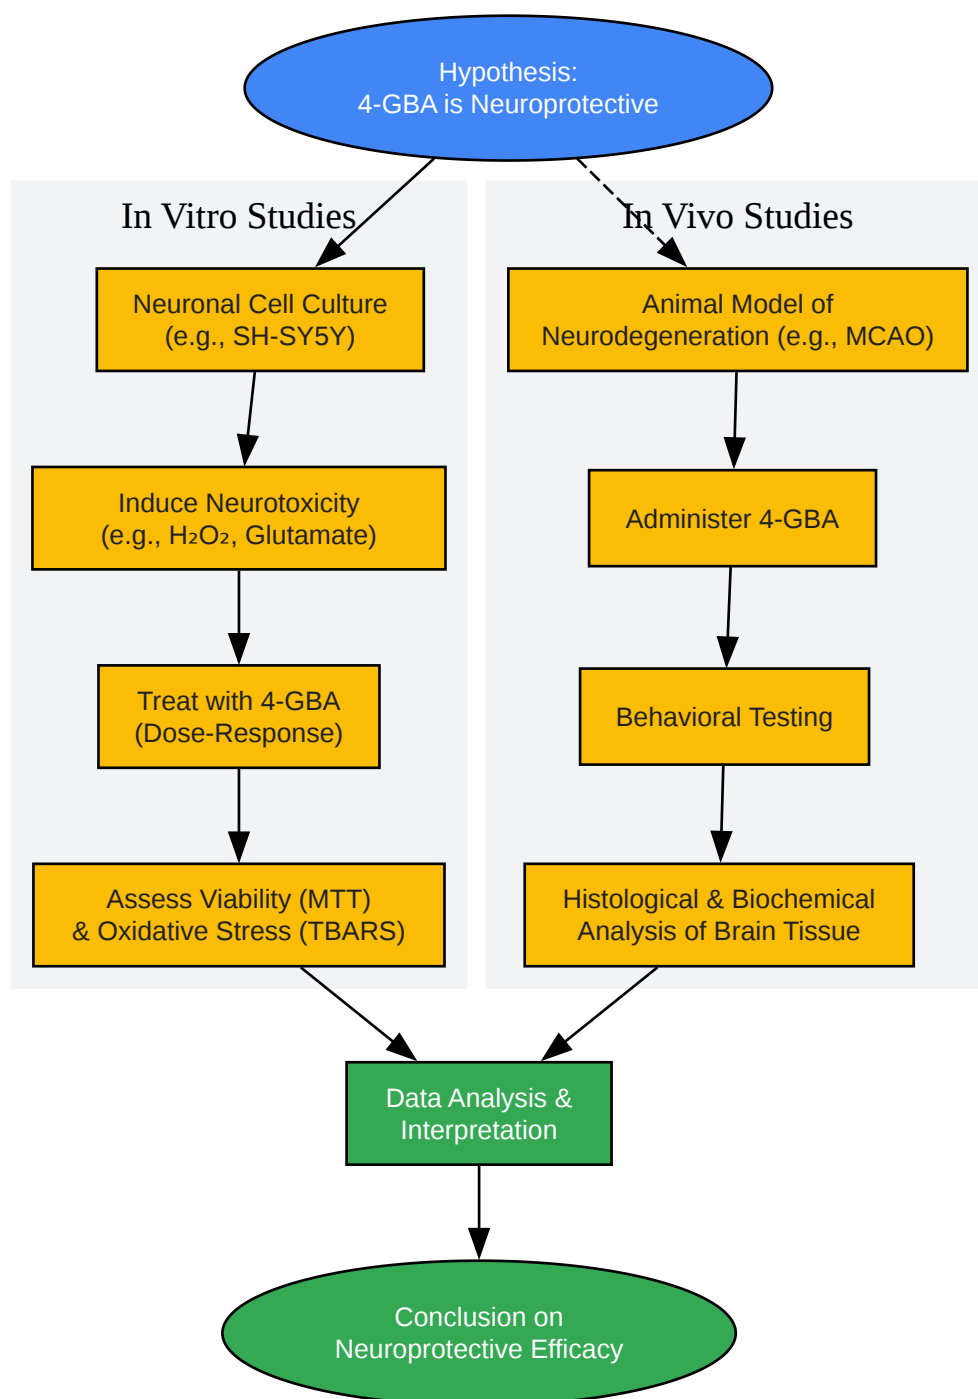 Hypothesis:
4-GBA is Neuroprotective
In Vitro Studies
Neuronal Cell Culture
(e.g., SH-SY5Y)
Induce Neurotoxicity
(e.g., H₂O₂, Glutamate)
Treat with 4-GBA
(Dose-Response)
Assess Viability (MTT)
& Oxidative Stress (TBARS)
In Vivo Studies
Animal Model of
Neurodegeneration (e.g., MCAO)
Administer 4-GBA
Behavioral Testing
Histological & Biochemical
Analysis of Brain Tissue
Data Analysis &
Interpretation
Conclusion on
Neuroprotective Efficacy